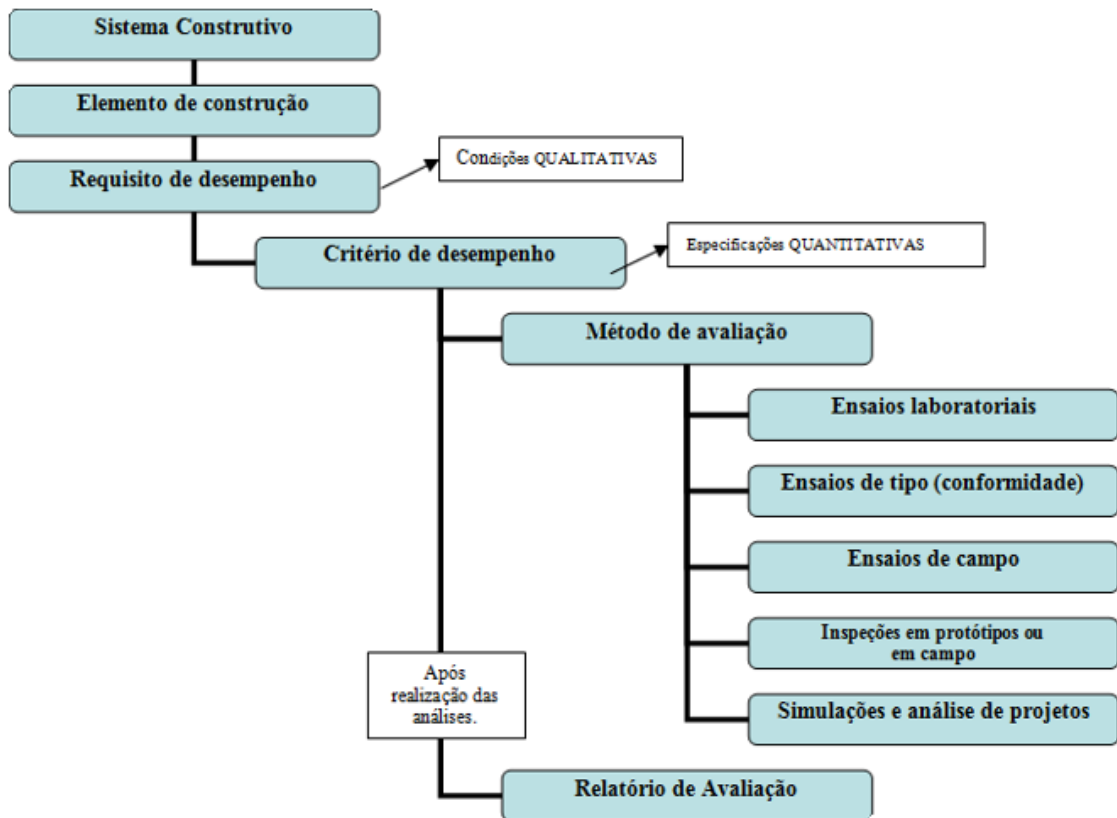 Sistema Construtivo
Elemento de construção
Requisito de desempenho
Condições QUALITATIVAS
Critério de desempenho
Especificações QUANTITATIVAS
Método de avaliação
Ensaios laboratoriais
Ensaios de tipo (conformidade)
Ensaios de campo
Inspeções em protótipos ou
em campo
Simulações e análise de projetos
Após
realização das
análises.
Relatório de Avaliação